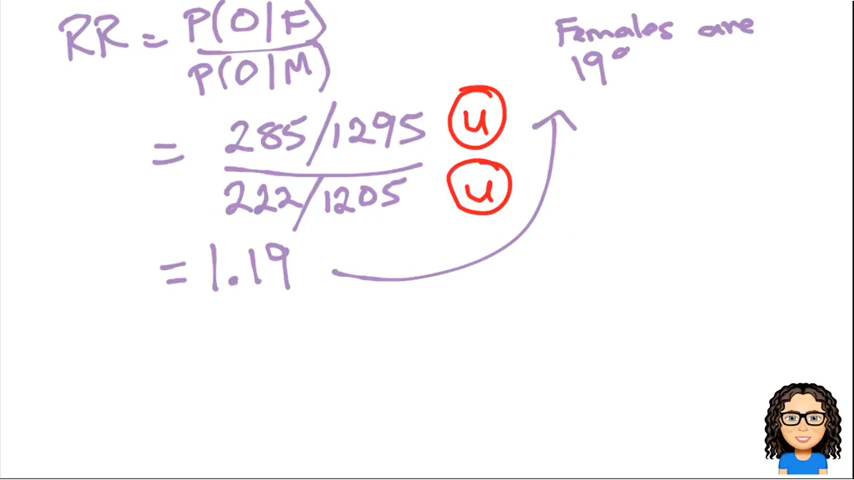 RR = P(O|F)
P(O|M)
= 285/1295 u
222/1205 u
= 1.19
Females are
19°